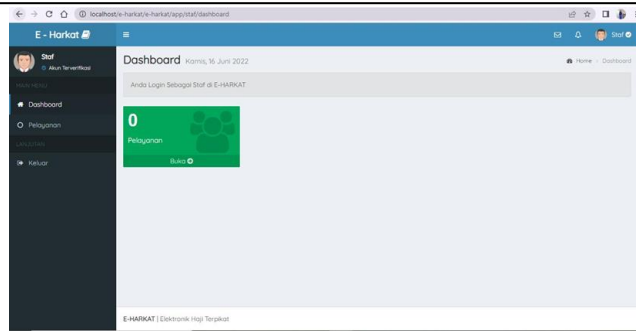 localhost/e-harkat/e-harkat/app/staf/dashboard
E - Harkat
Staf
Staf
Akun Terverifikasi
MAIN MENU
Dashboard
Pelayanan
LAINNYA
Keluar
Dashboard Kamis, 16 Juni 2022
Home > Dashboard
Anda Login Sebagai Staf di E-HARKAT
0
Pelayanan
Buka
E-HARKAT | Elektronik Haji Terpikat